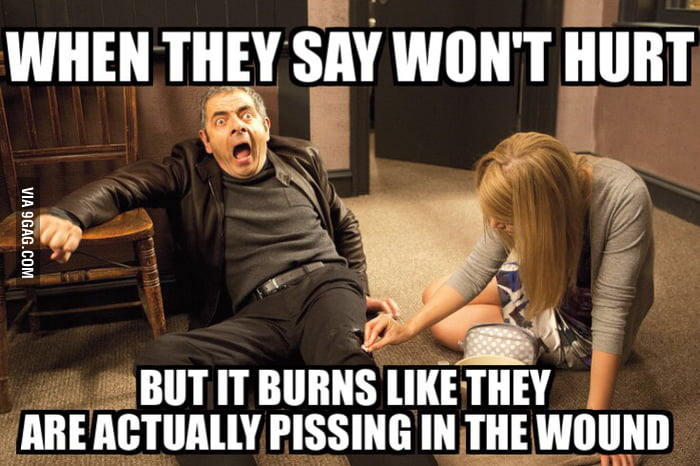 WHEN THEY SAY WON'T HURT
VIA 9GAG.COM
BUT IT BURNS LIKE THEY
ARE ACTUALLY PISSING IN THE WOUND